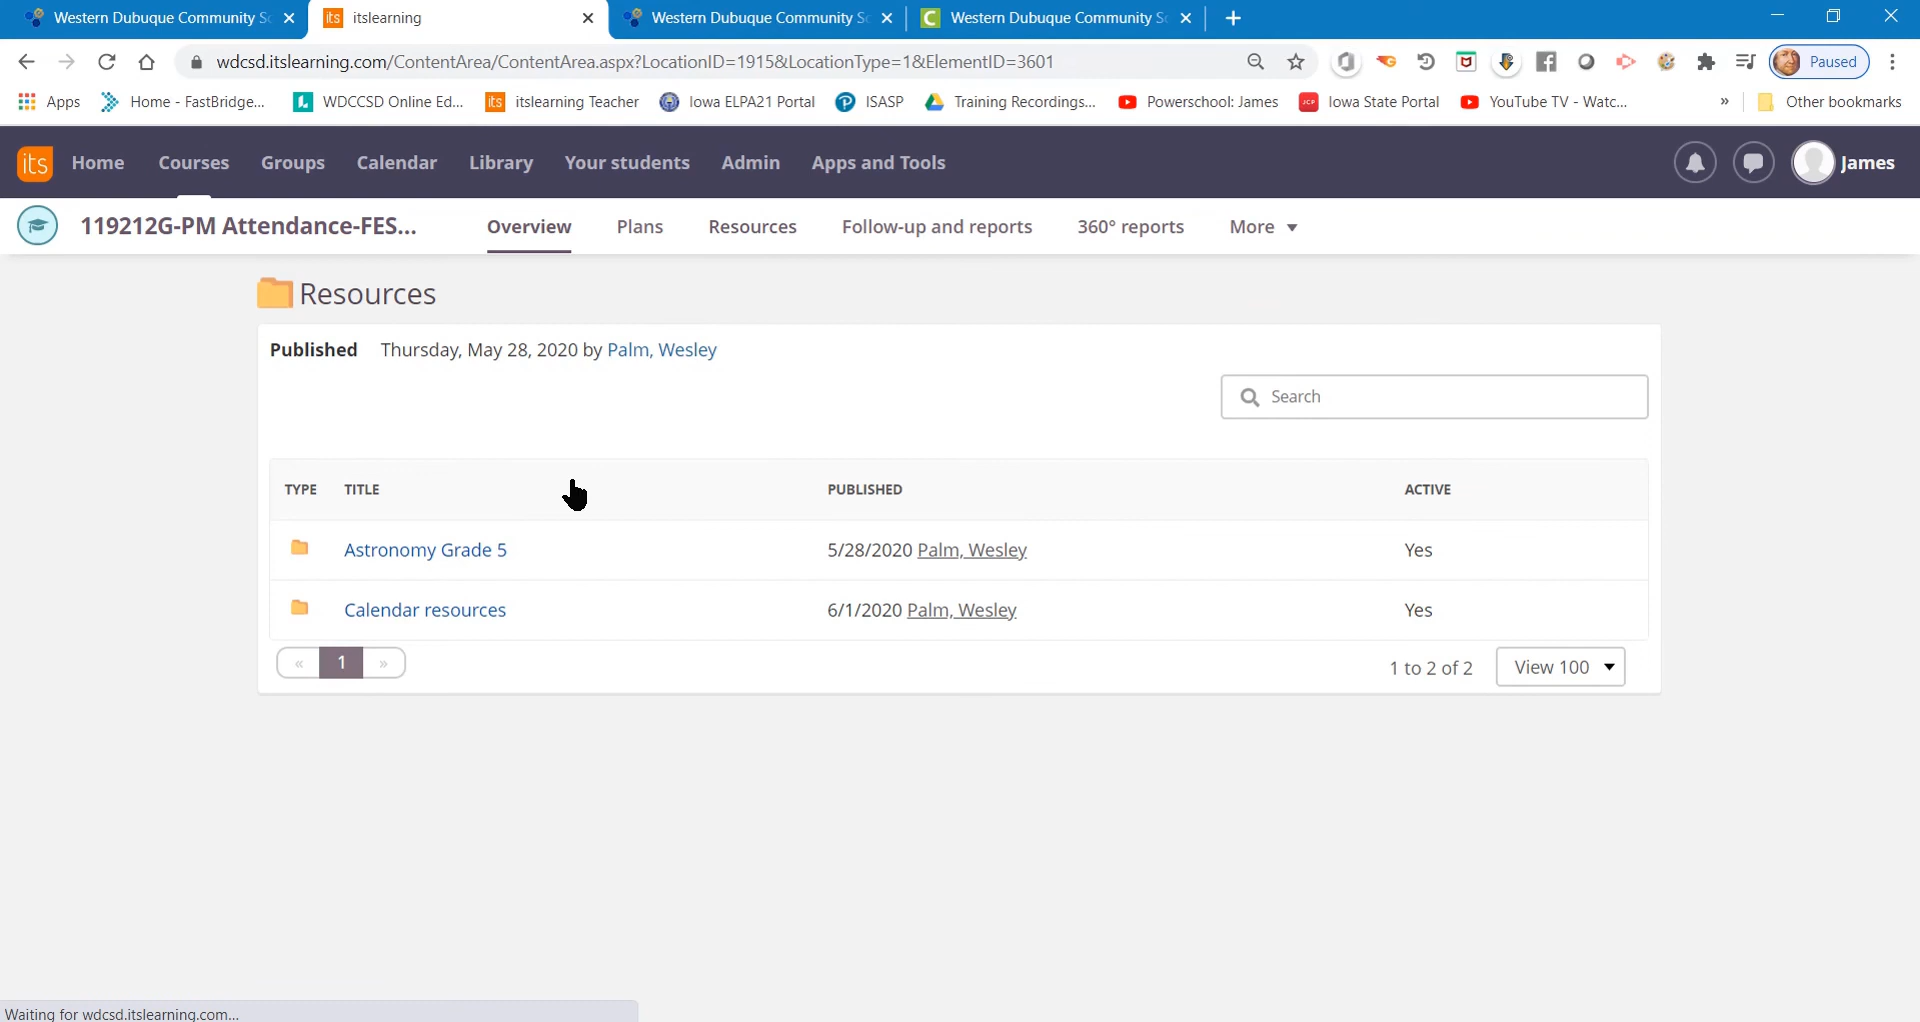 Western Dubuque Community Sc
itslearning
Western Dubuque Community Sc
Western Dubuque Community Sc
wdcsd.itslearning.com/ContentArea/ContentArea.aspx?LocationID=1915&LocationType=1&ElementID=3601
Paused
Apps
Home - FastBridge...
WDCCSD Online Ed...
its
itslearning Teacher
Iowa ELPA21 Portal
ISASP
Training Recordings...
Powerschool: James
Iowa State Portal
YouTube TV - Watc...
»
Other bookmarks
its
Home
Courses
Groups
Calendar
Library
Your students
Admin
Apps and Tools
James
119212G-PM Attendance-FES...
Overview
Plans
Resources
Follow-up and reports
360° reports
More
Resources
Published Thursday, May 28, 2020 by Palm, Wesley
Search
TYPE TITLE PUBLISHED ACTIVE
Astronomy Grade 5 5/28/2020 Palm, Wesley Yes
Calendar resources 6/1/2020 Palm, Wesley Yes
« 1 »
1 to 2 of 2 View 100
Waiting for wdcsd.itslearning.com...